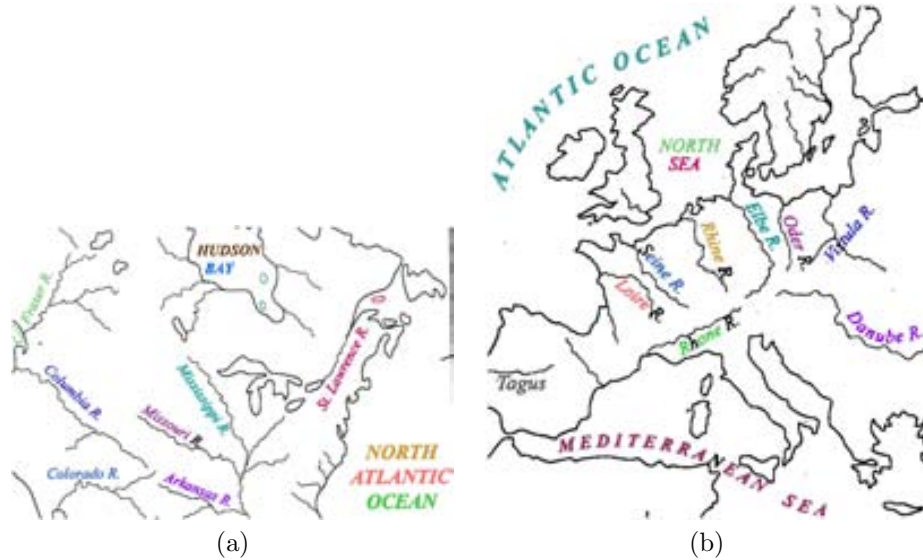 HUDSON
BAY
Fraser R.
Columbia R.
Mississippi R.
St. Lawrence R.
Missouri R.
Colorado R.
Arkansas R.
NORTH
ATLANTIC
OCEAN
(a)
ATLANTIC OCEAN
NORTH
SEA
Elbe R.
Oder R.
Vistula R.
Rhine R.
Seine R.
Loire R.
Danube R.
Rhone R.
Tagus
MEDITERRANEAN SEA
(b)